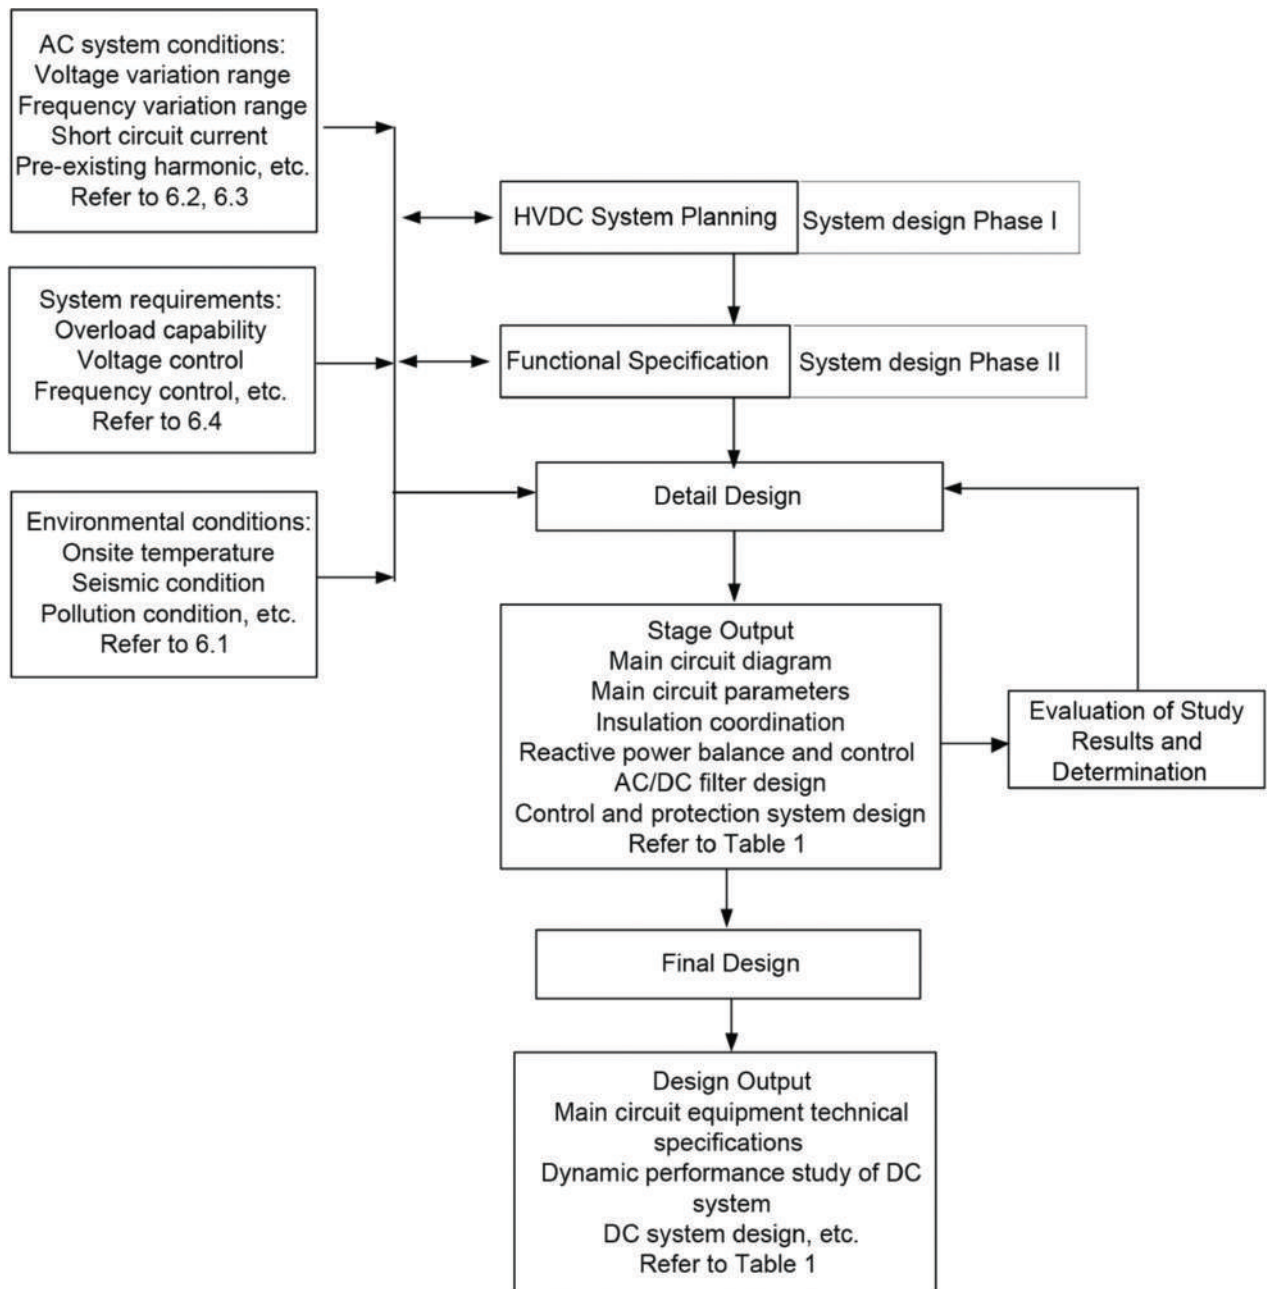 AC system conditions:
Voltage variation range
Frequency variation range
Short circuit current
Pre-existing harmonic, etc.
Refer to 6.2, 6.3
HVDC System Planning
System design Phase I
System requirements:
Overload capability
Voltage control
Frequency control, etc.
Refer to 6.4
Functional Specification
System design Phase II
Detail Design
Environmental conditions:
Onsite temperature
Seismic condition
Pollution condition, etc.
Refer to 6.1
Stage Output
Main circuit diagram
Main circuit parameters
Insulation coordination
Reactive power balance and control
AC/DC filter design
Control and protection system design
Refer to Table 1
Evaluation of Study
Results and
Determination
Final Design
Design Output
Main circuit equipment technical
specifications
Dynamic performance study of DC
system
DC system design, etc.
Refer to Table 1